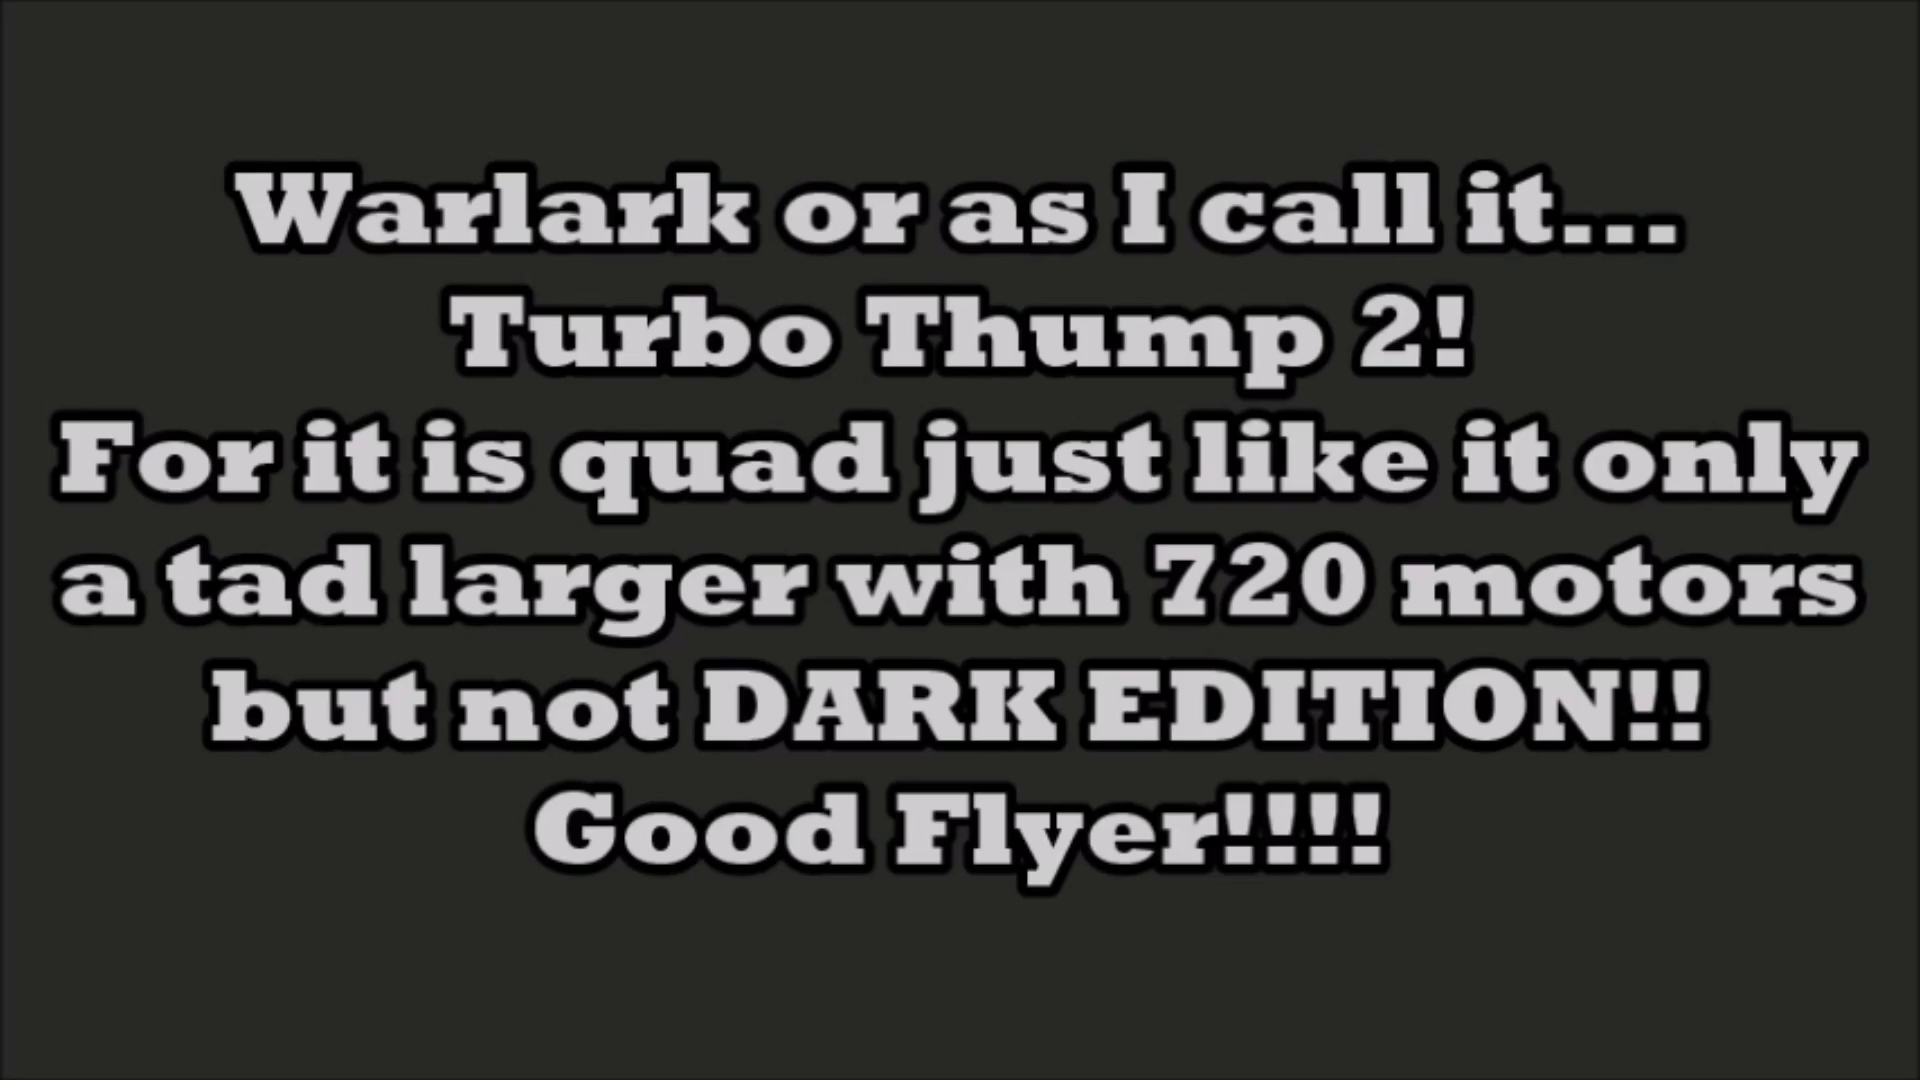 Warlark or as I call it...
Turbo Thump 2!
For it is quad just like it only
a tad larger with 720 motors
but not DARK EDITION!!
Good Flyer!!!!